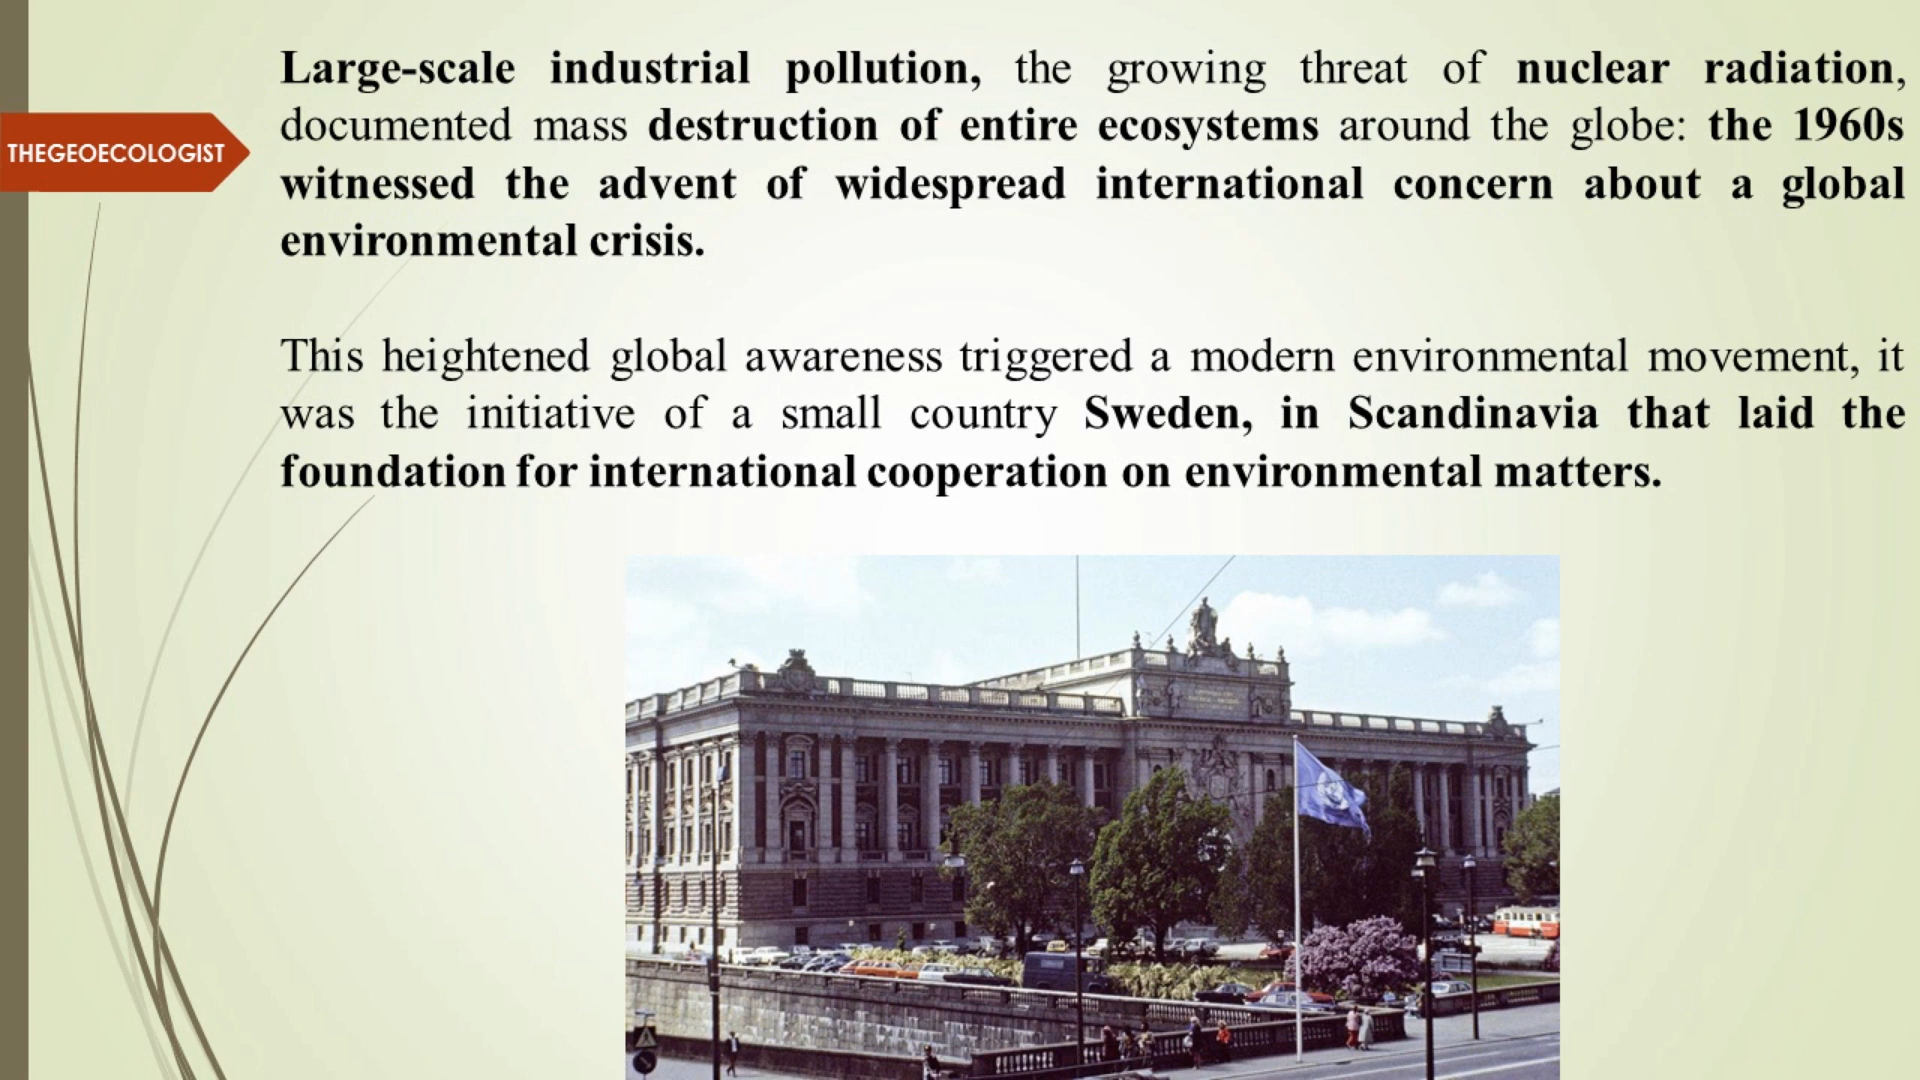 Large-scale industrial pollution, the growing threat of nuclear radiation,
documented mass destruction of entire ecosystems around the globe: the 1960s
THEGEOECOLOGIST
witnessed the advent of widespread international concern about a global
environmental crisis.
This heightened global awareness triggered a modern environmental movement, it
was the initiative of a small country Sweden, in Scandinavia that laid the
foundation for international cooperation on environmental matters.